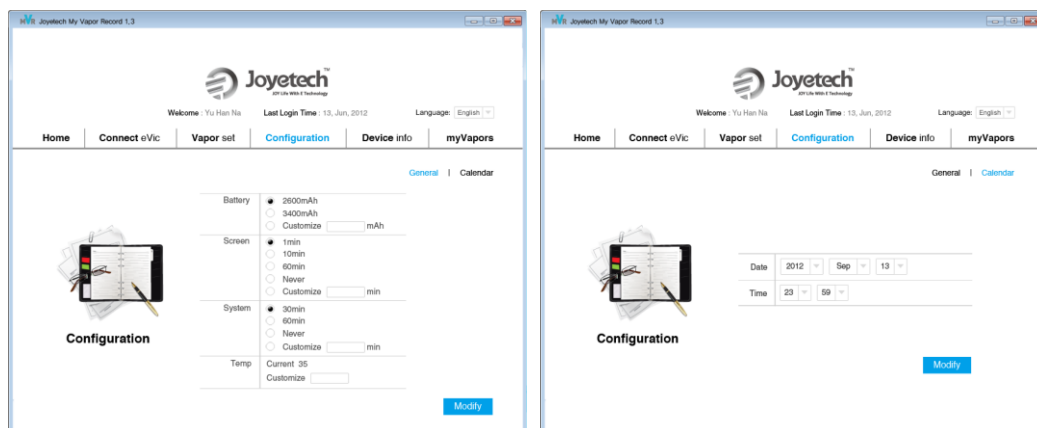 MVR Joyetech My Vapor Record 1,3
Joyetech™
JOY Life With E Technology
Welcome : Yu Han Na Last Login Time : 13, Jun, 2012 Language: English
Home | Connect eVic | Vapor set | Configuration | Device info | myVapors
General | Calendar
Battery 2600mAh
3400mAh
Customize mAh
Screen 1min
10min
60min
Never
Customize min
System 30min
60min
Never
Customize min
Temp Current 35
Customize
Configuration
Modify
MVR Joyetech My Vapor Record 1,3
Joyetech™
JOY Life With E Technology
Welcome : Yu Han Na Last Login Time : 13, Jun, 2012 Language: English
Home | Connect eVic | Vapor set | Configuration | Device info | myVapors
General | Calendar
Date 2012 Sep 13
Time 23 59
Configuration
Modify